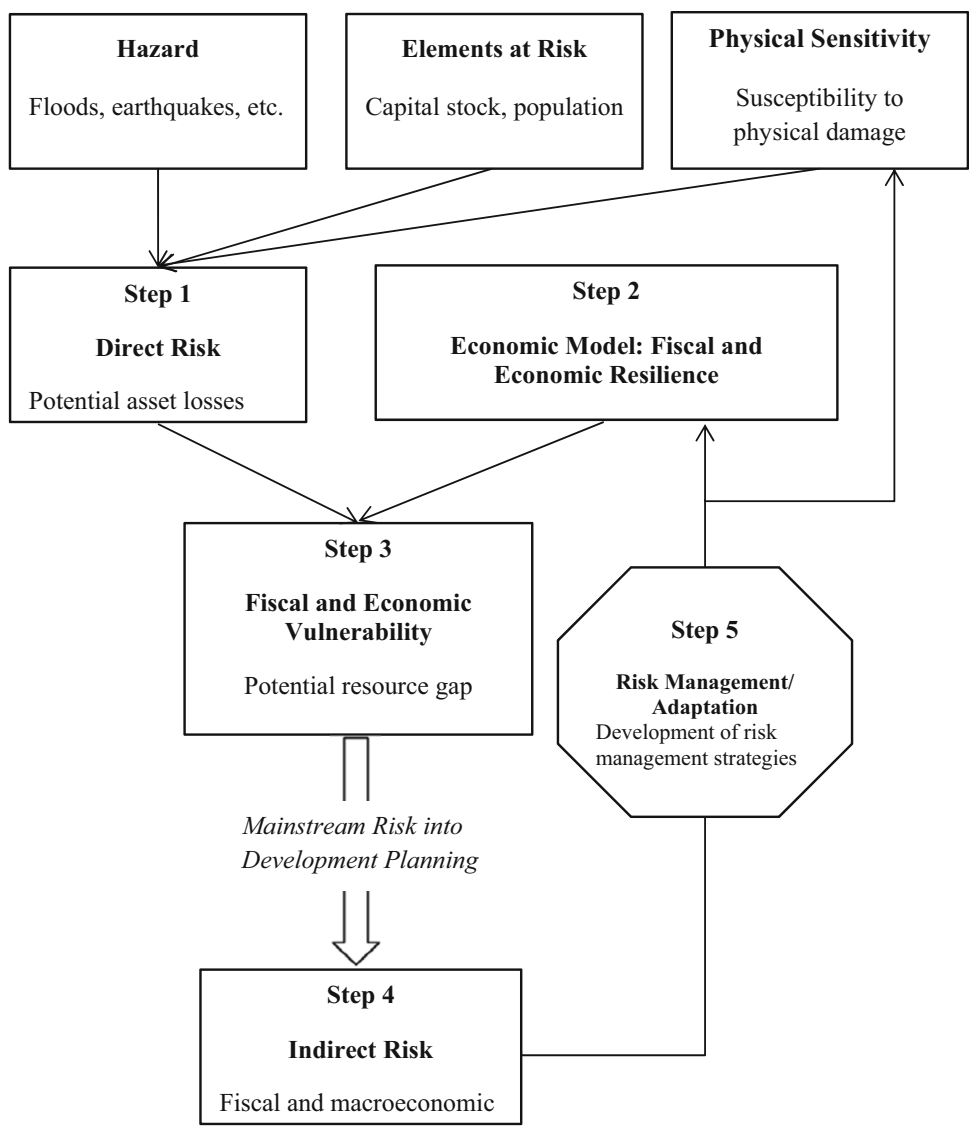 Hazard
Floods, earthquakes, etc.
Elements at Risk
Capital stock, population
Physical Sensitivity
Susceptibility to
physical damage
Step 1
Direct Risk
Potential asset losses
Step 2
Economic Model: Fiscal and
Economic Resilience
Step 3
Fiscal and Economic
Vulnerability
Potential resource gap
Step 5
Risk Management/
Adaptation
Development of risk
management strategies
Mainstream Risk into
Development Planning
Step 4
Indirect Risk
Fiscal and macroeconomic